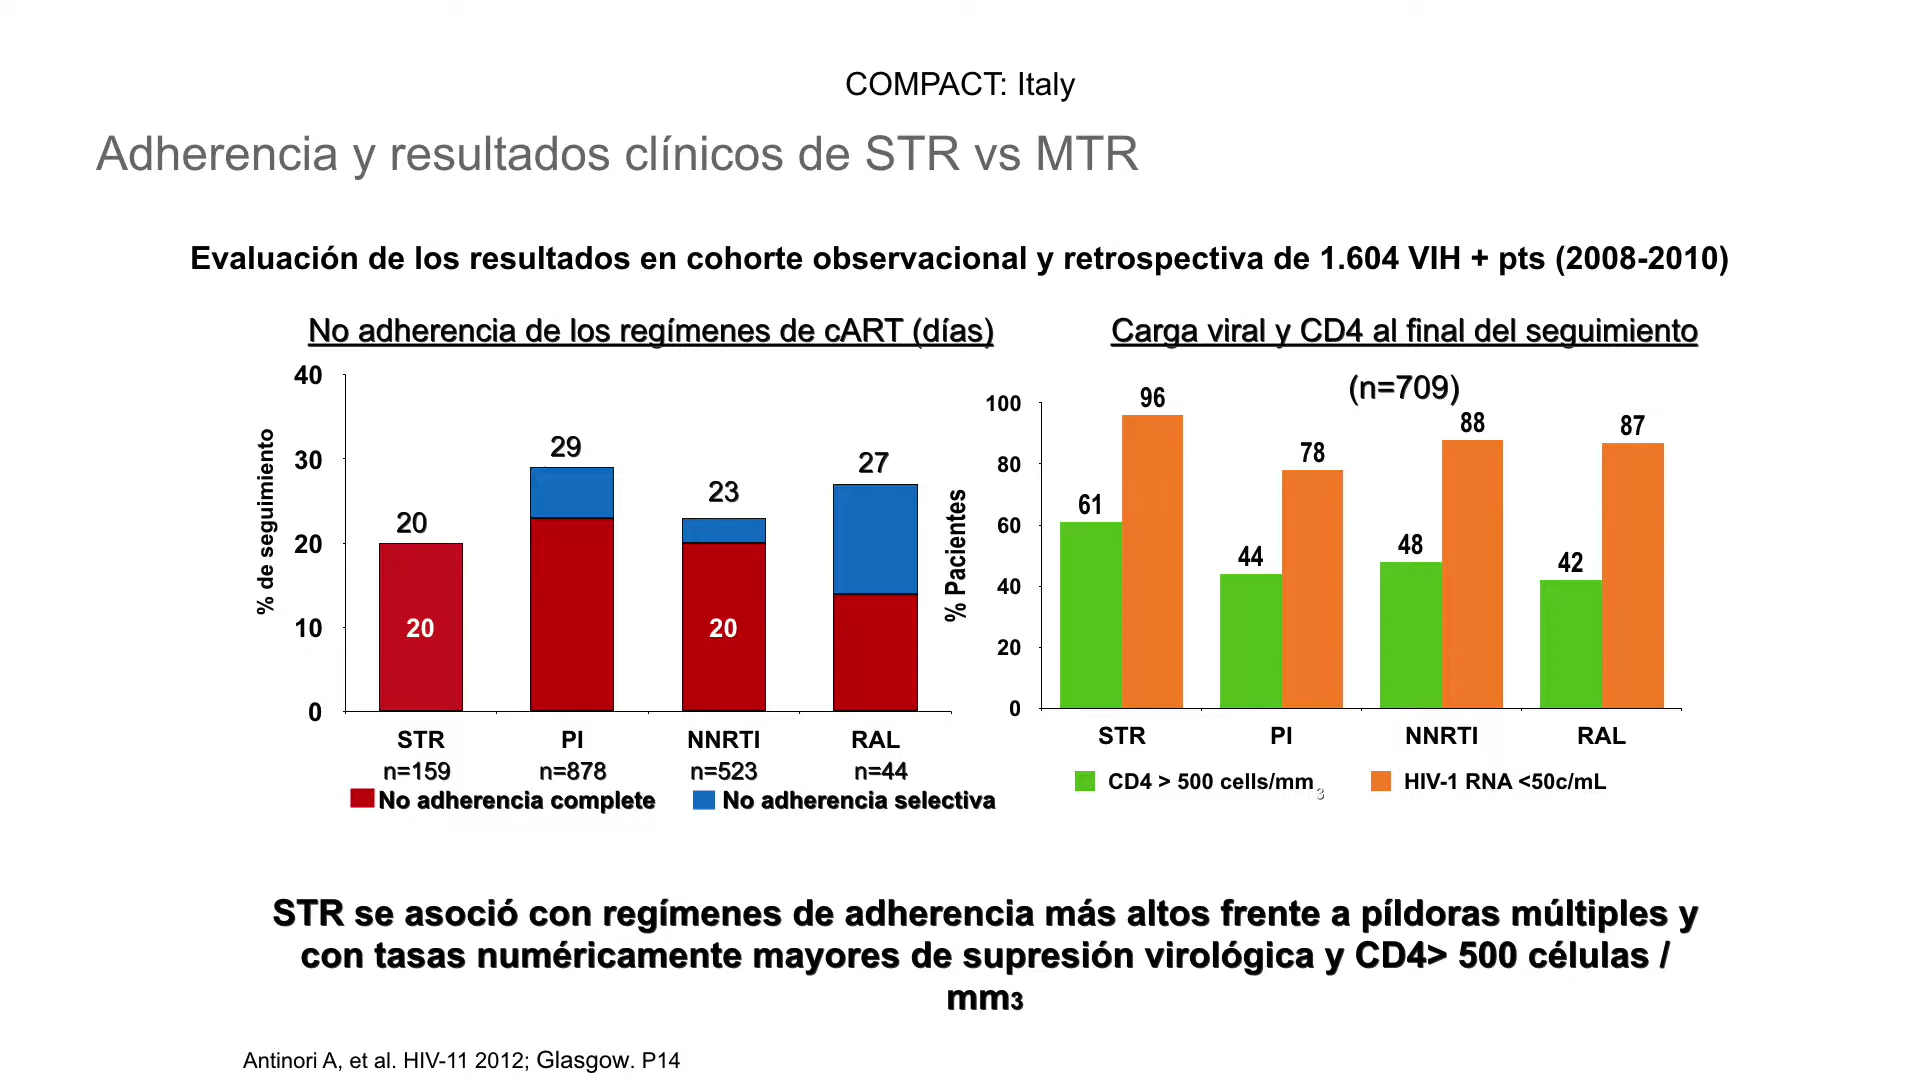 COMPACT: Italy
Adherencia y resultados clínicos de STR vs MTR
Evaluación de los resultados en cohorte observacional y retrospectiva de 1.604 VIH + pts (2008-2010)
No adherencia de los regímenes de cART (días)
% de seguimiento
40
30
20
10
0
20
29
23
27
20
20
STR
PI
NNRTI
RAL
n=159
n=878
n=523
n=44
No adherencia complete
No adherencia selectiva
Carga viral y CD4 al final del seguimiento
(n=709)
% Pacientes
100
80
60
40
20
0
61
96
44
78
48
88
42
87
STR
PI
NNRTI
RAL
CD4 > 500 cells/mm3
HIV-1 RNA <50c/mL
STR se asoció con regímenes de adherencia más altos frente a píldoras múltiples y
con tasas numéricamente mayores de supresión virológica y CD4> 500 células /
mm3
Antinori A, et al. HIV-11 2012; Glasgow. P14